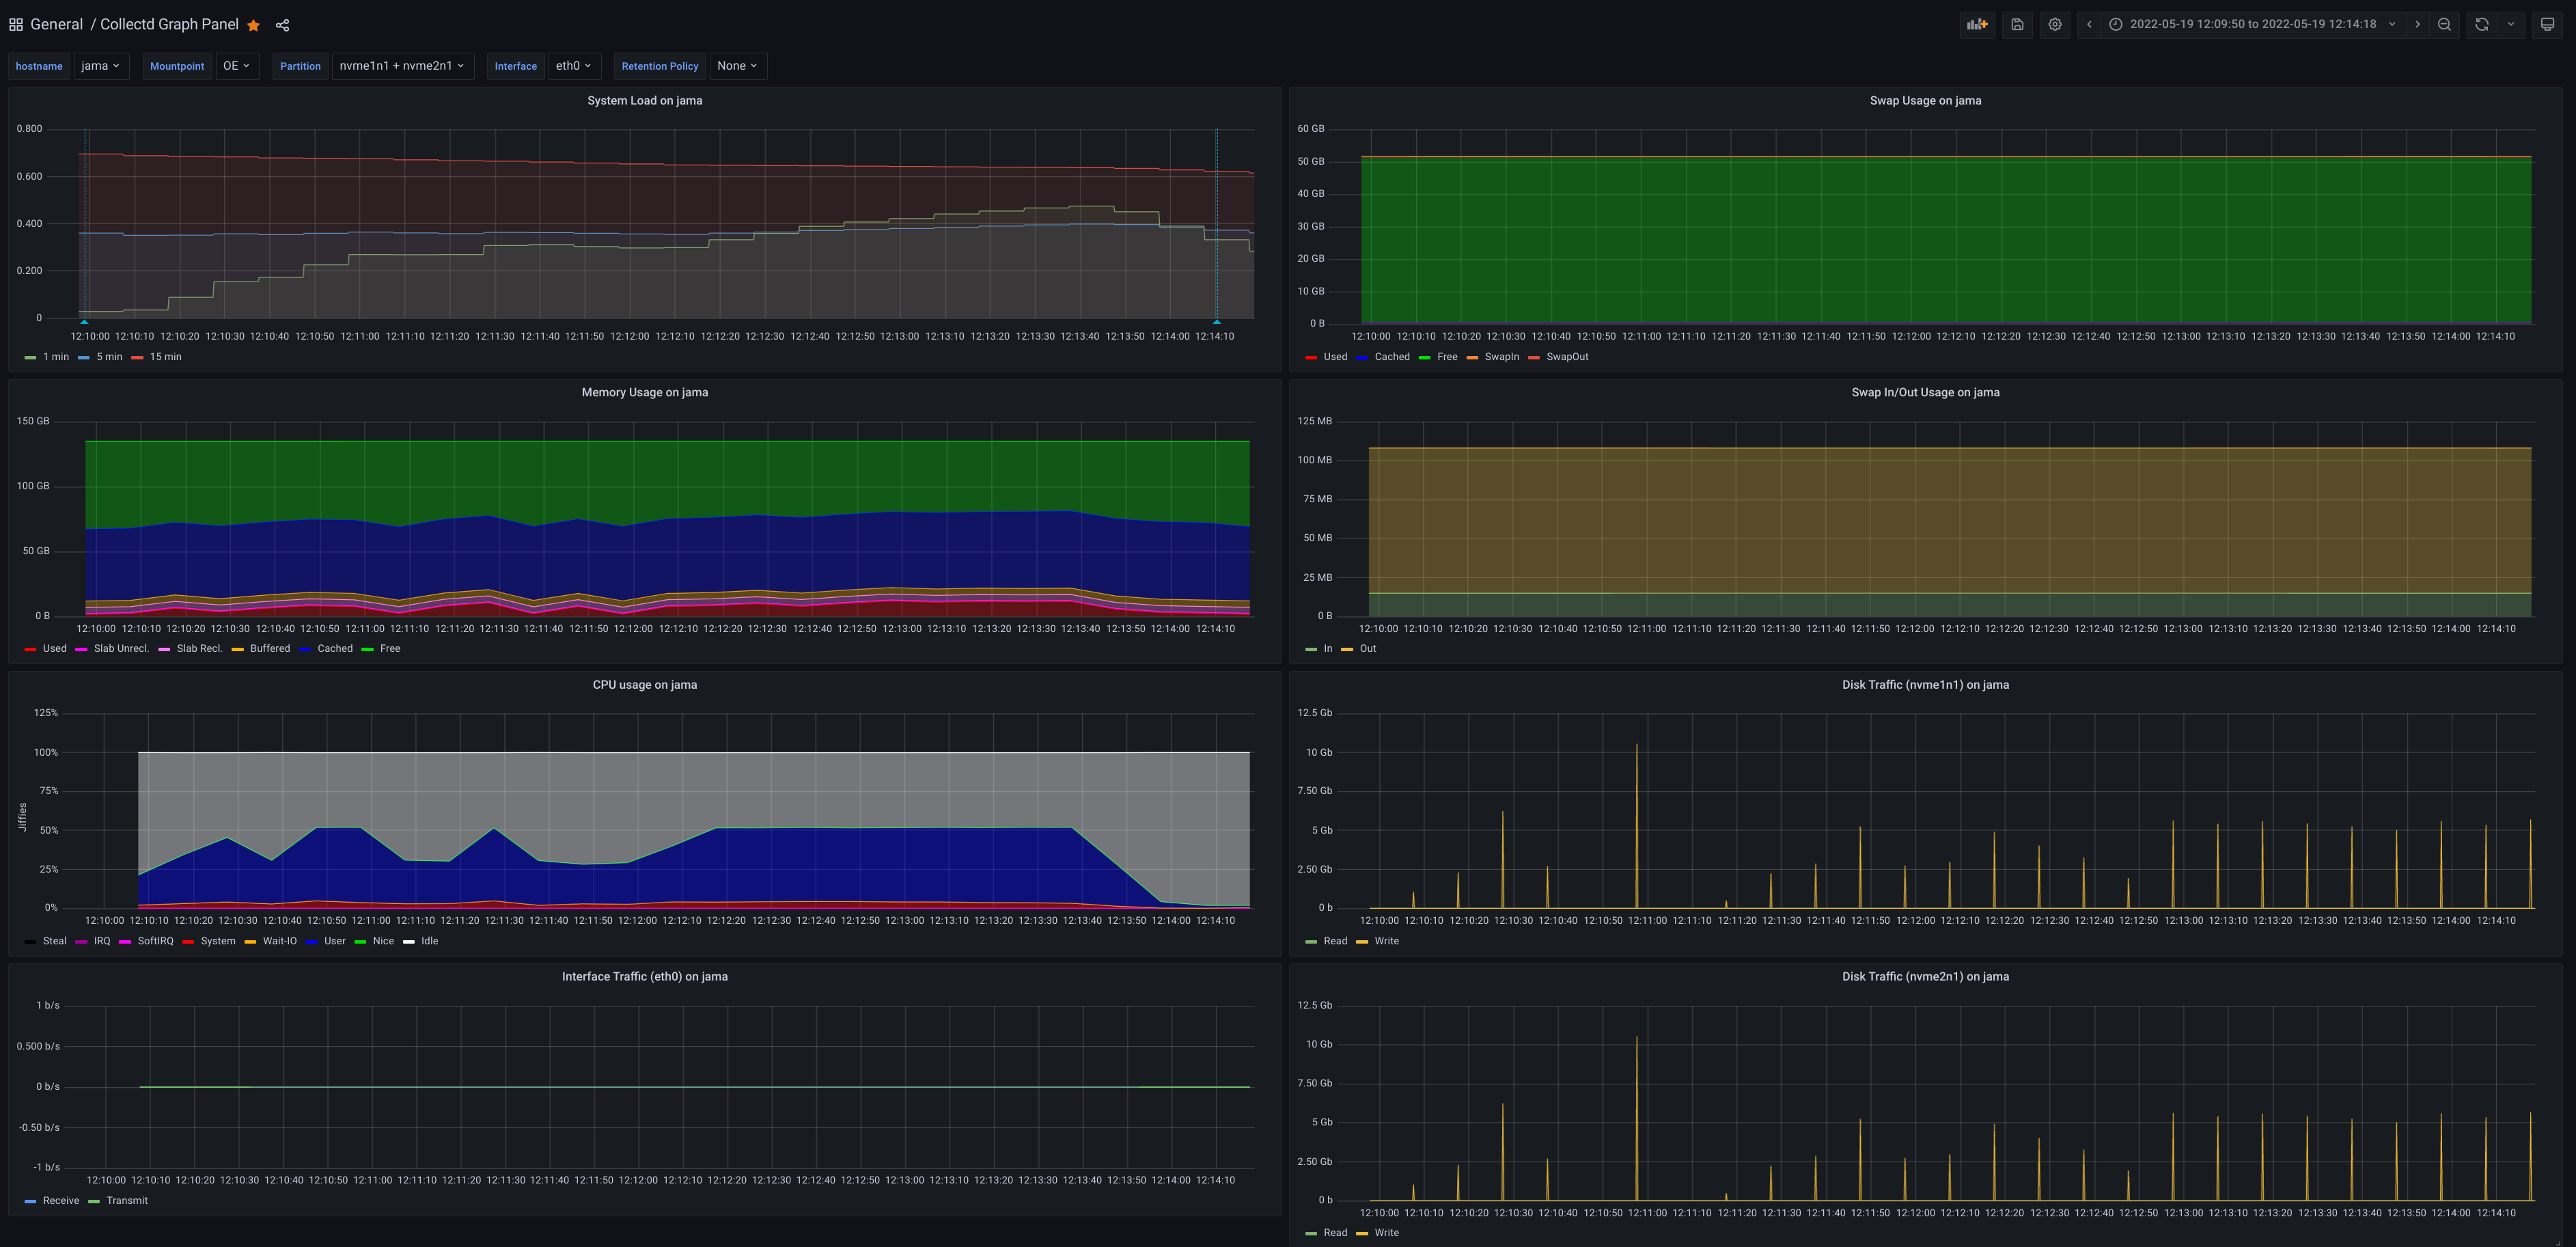 General / Collectd Graph Panel
2022-05-19 12:09:50 to 2022-05-19 12:14:18
hostname jama Mountpoint OE Partition nvme1n1 + nvme2n1 Interface eth0 Retention Policy None
System Load on jama
0.800
0.600
0.400
0.200
0
12:10:00 12:10:10 12:10:20 12:10:30 12:10:40 12:10:50 12:11:00 12:11:10 12:11:20 12:11:30 12:11:40 12:11:50 12:12:00 12:12:10 12:12:20 12:12:30 12:12:40 12:12:50 12:13:00 12:13:10 12:13:20 12:13:30 12:13:40 12:13:50 12:14:00 12:14:10
1 min 5 min 15 min
Swap Usage on jama
60 GB
50 GB
40 GB
30 GB
20 GB
10 GB
0 B
12:10:00 12:10:10 12:10:20 12:10:30 12:10:40 12:10:50 12:11:00 12:11:10 12:11:20 12:11:30 12:11:40 12:11:50 12:12:00 12:12:10 12:12:20 12:12:30 12:12:40 12:12:50 12:13:00 12:13:10 12:13:20 12:13:30 12:13:40 12:13:50 12:14:00 12:14:10
Used Cached Free SwapIn SwapOut
Memory Usage on jama
150 GB
100 GB
50 GB
0 B
12:10:00 12:10:10 12:10:20 12:10:30 12:10:40 12:10:50 12:11:00 12:11:10 12:11:20 12:11:30 12:11:40 12:11:50 12:12:00 12:12:10 12:12:20 12:12:30 12:12:40 12:12:50 12:13:00 12:13:10 12:13:20 12:13:30 12:13:40 12:13:50 12:14:00 12:14:10
Used Slab Unrecl. Slab Recl. Buffered Cached Free
Swap In/Out Usage on jama
125 MB
100 MB
75 MB
50 MB
25 MB
0 B
12:10:00 12:10:10 12:10:20 12:10:30 12:10:40 12:10:50 12:11:00 12:11:10 12:11:20 12:11:30 12:11:40 12:11:50 12:12:00 12:12:10 12:12:20 12:12:30 12:12:40 12:12:50 12:13:00 12:13:10 12:13:20 12:13:30 12:13:40 12:13:50 12:14:00 12:14:10
In Out
CPU usage on jama
Jiffies
125%
100%
75%
50%
25%
0%
12:10:00 12:10:10 12:10:20 12:10:30 12:10:40 12:10:50 12:11:00 12:11:10 12:11:20 12:11:30 12:11:40 12:11:50 12:12:00 12:12:10 12:12:20 12:12:30 12:12:40 12:12:50 12:13:00 12:13:10 12:13:20 12:13:30 12:13:40 12:13:50 12:14:00 12:14:10
Steal IRQ SoftIRQ System Wait-IO User Nice Idle
Disk Traffic (nvme1n1) on jama
12.5 Gb
10 Gb
7.50 Gb
5 Gb
2.50 Gb
0 b
12:10:00 12:10:10 12:10:20 12:10:30 12:10:40 12:10:50 12:11:00 12:11:10 12:11:20 12:11:30 12:11:40 12:11:50 12:12:00 12:12:10 12:12:20 12:12:30 12:12:40 12:12:50 12:13:00 12:13:10 12:13:20 12:13:30 12:13:40 12:13:50 12:14:00 12:14:10
Read Write
Interface Traffic (eth0) on jama
1 b/s
0.500 b/s
0 b/s
-0.50 b/s
-1 b/s
12:10:00 12:10:10 12:10:20 12:10:30 12:10:40 12:10:50 12:11:00 12:11:10 12:11:20 12:11:30 12:11:40 12:11:50 12:12:00 12:12:10 12:12:20 12:12:30 12:12:40 12:12:50 12:13:00 12:13:10 12:13:20 12:13:30 12:13:40 12:13:50 12:14:00 12:14:10
Receive Transmit
Disk Traffic (nvme2n1) on jama
12.5 Gb
10 Gb
7.50 Gb
5 Gb
2.50 Gb
0 b
12:10:00 12:10:10 12:10:20 12:10:30 12:10:40 12:10:50 12:11:00 12:11:10 12:11:20 12:11:30 12:11:40 12:11:50 12:12:00 12:12:10 12:12:20 12:12:30 12:12:40 12:12:50 12:13:00 12:13:10 12:13:20 12:13:30 12:13:40 12:13:50 12:14:00 12:14:10
Read Write